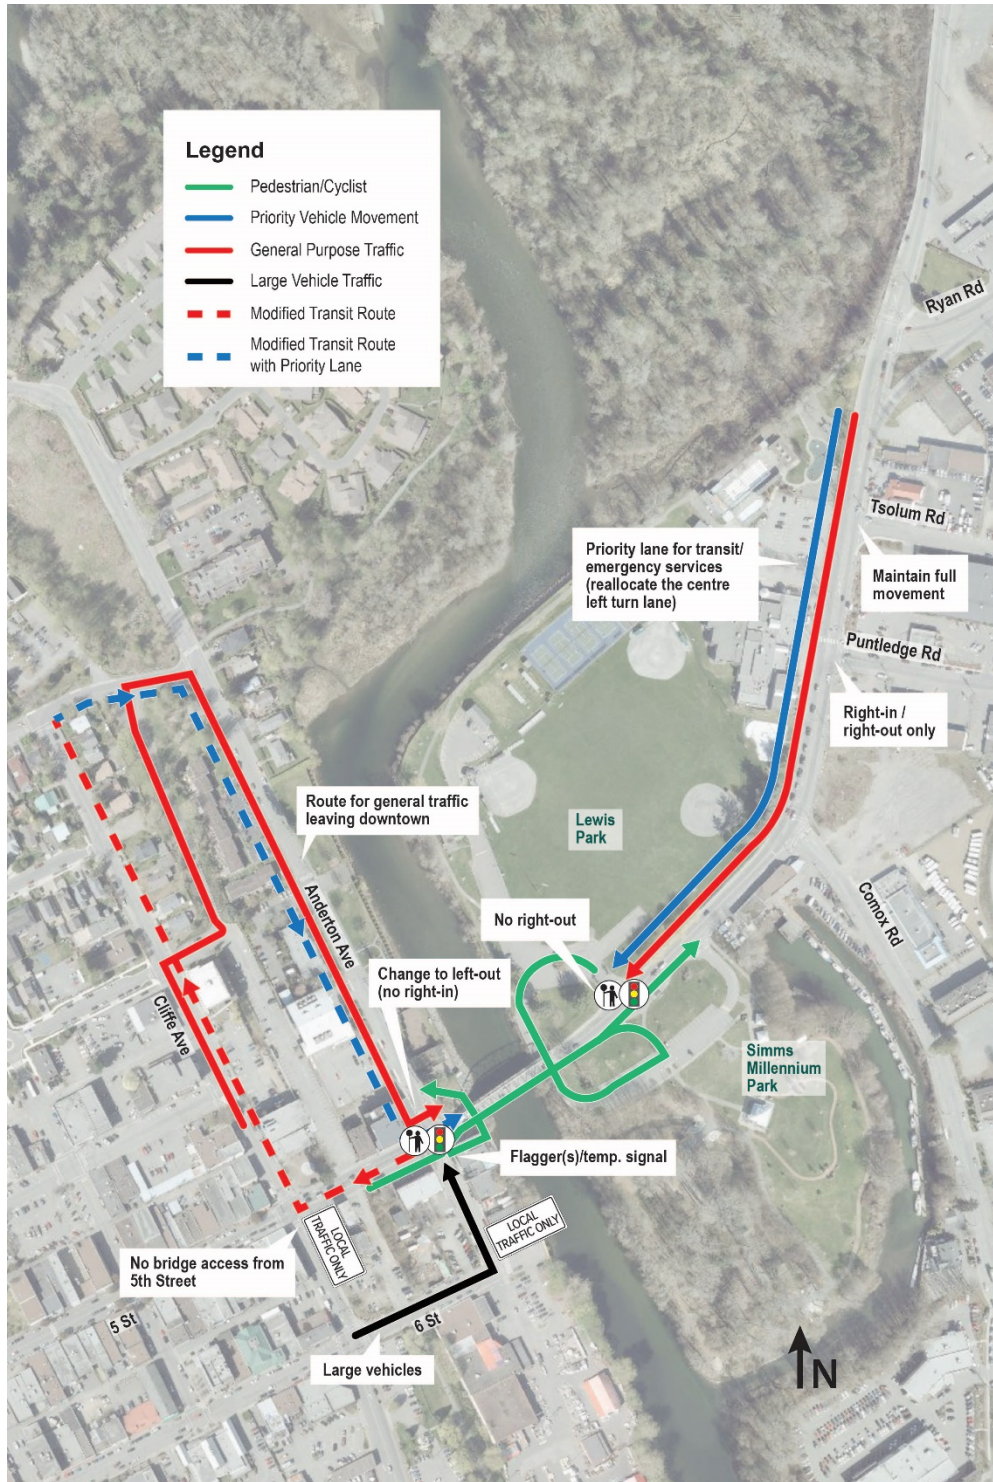 Legend
Pedestrian/Cyclist
Priority Vehicle Movement
General Purpose Traffic
Large Vehicle Traffic
Modified Transit Route
Modified Transit Route
with Priority Lane
Ryan Rd
Tsolum Rd
Priority lane for transit/
emergency services
(reallocate the centre
left turn lane)
Maintain full
movement
Puntledge Rd
Right-in /
right-out only
Route for general traffic
leaving downtown
Lewis
Park
Anderton Ave
Comox Rd
No right-out
Change to left-out
(no right-in)
Cliffe Ave
Simms
Millennium
Park
Flagger(s)/temp. signal
LOCAL
TRAFFIC ONLY
LOCAL
TRAFFIC ONLY
No bridge access from
5th Street
5 St
6 St
Large vehicles
N